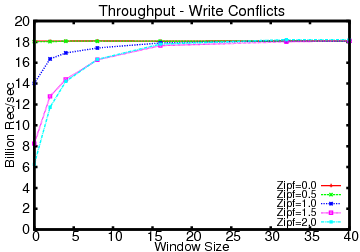 Throughput - Write Conflicts
20
18
16
14
12
10
8
6
4
2
0
Billion Rec/sec
Zipf=0.0
Zipf=0.5
Zipf=1.0
Zipf=1.5
Zipf=2.0
0 5 10 15 20 25 30 35 40
Window Size